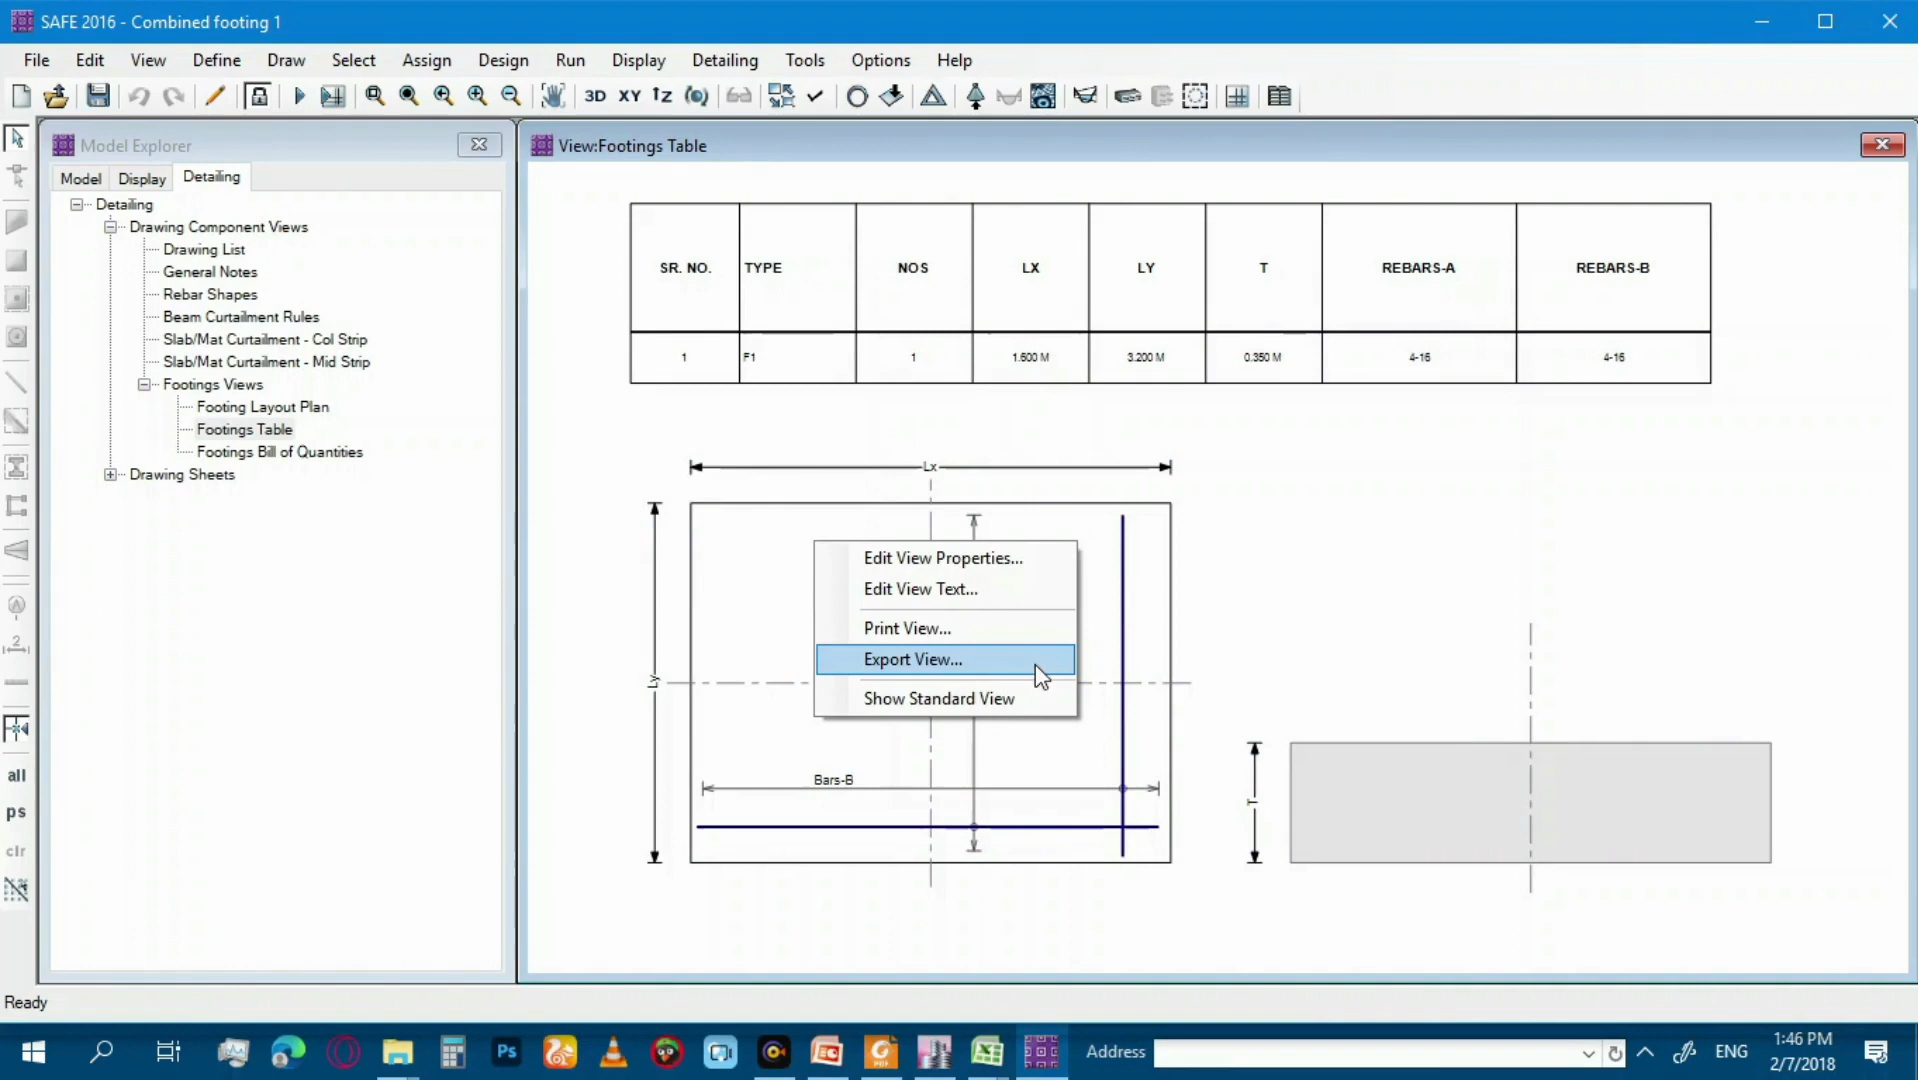 SAFE 2016 - Combined footing 1
File Edit View Define Draw Select Assign Design Run Display Detailing Tools Options Help
3D XY
Model Explorer
View:Footings Table
Model Display Detailing
Detailing
Drawing Component Views
Drawing List
General Notes
Rebar Shapes
Beam Curtailment Rules
Slab/Mat Curtailment - Col Strip
Slab/Mat Curtailment - Mid Strip
Footings Views
Footing Layout Plan
Footings Table
Footings Bill of Quantities
Drawing Sheets
SR. NO. TYPE NOS LX LY T REBARS-A REBARS-B
1 F1 1 1.600 M 3.200 M 0.350 M 4-16 4-16
Lx
Ly
Edit View Properties...
Edit View Text...
Print View...
Export View...
Show Standard View
Bars-B
T
all
ps
clr
Ready
Ps
Address
ENG
1:46 PM
2/7/2018